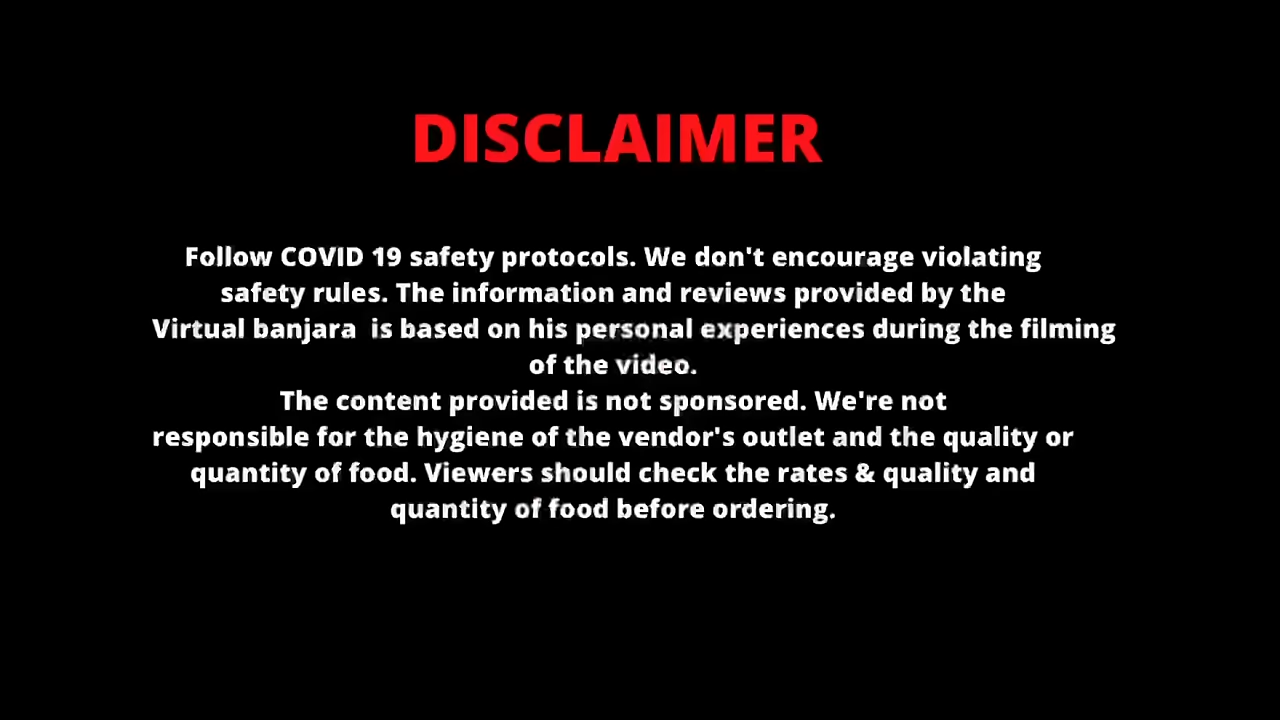 DISCLAIMER
Follow COVID 19 safety protocols. We don't encourage violating
safety rules. The information and reviews provided by the
Virtual banjara is based on his personal experiences during the filming
of the video.
The content provided is not sponsored. We're not
responsible for the hygiene of the vendor's outlet and the quality or
quantity of food. Viewers should check the rates & quality and
quantity of food before ordering.